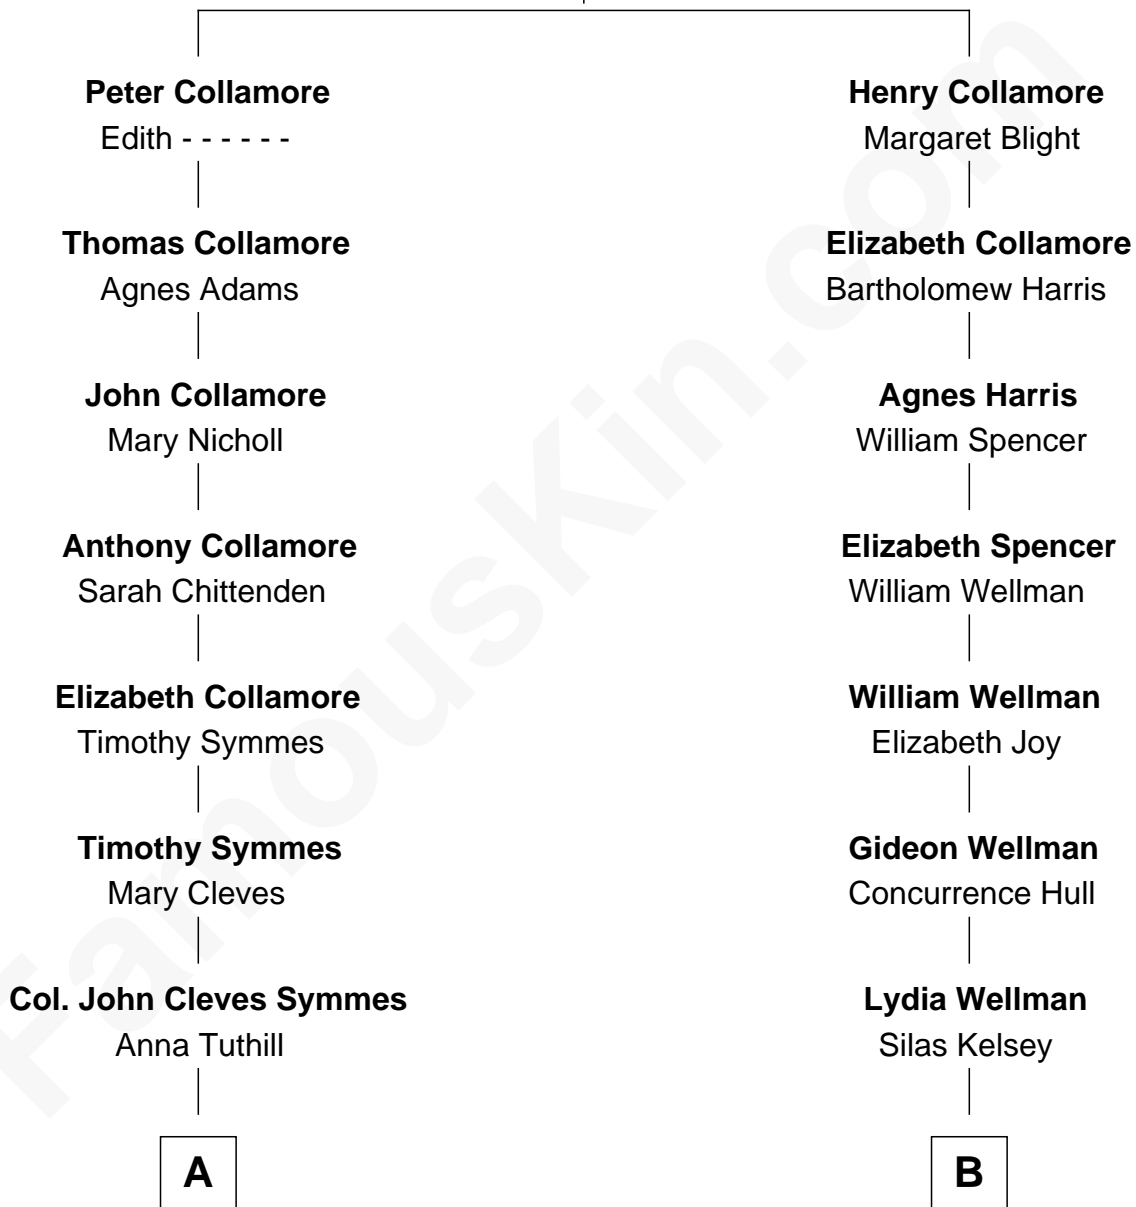 Peter Collamore
Edith - - - - - -
Thomas Collamore
Agnes Adams
John Collamore
Mary Nicholl
Anthony Collamore
Sarah Chittenden
Elizabeth Collamore
Timothy Symmes
Timothy Symmes
Mary Cleves
Col. John Cleves Symmes
Anna Tuthill
A
Henry Collamore
Margaret Blight
Elizabeth Collamore
Bartholomew Harris
Agnes Harris
William Spencer
Elizabeth Spencer
William Wellman
William Wellman
Elizabeth Joy
Gideon Wellman
Concurrence Hull
Lydia Wellman
Silas Kelsey
B
FamousKin.com